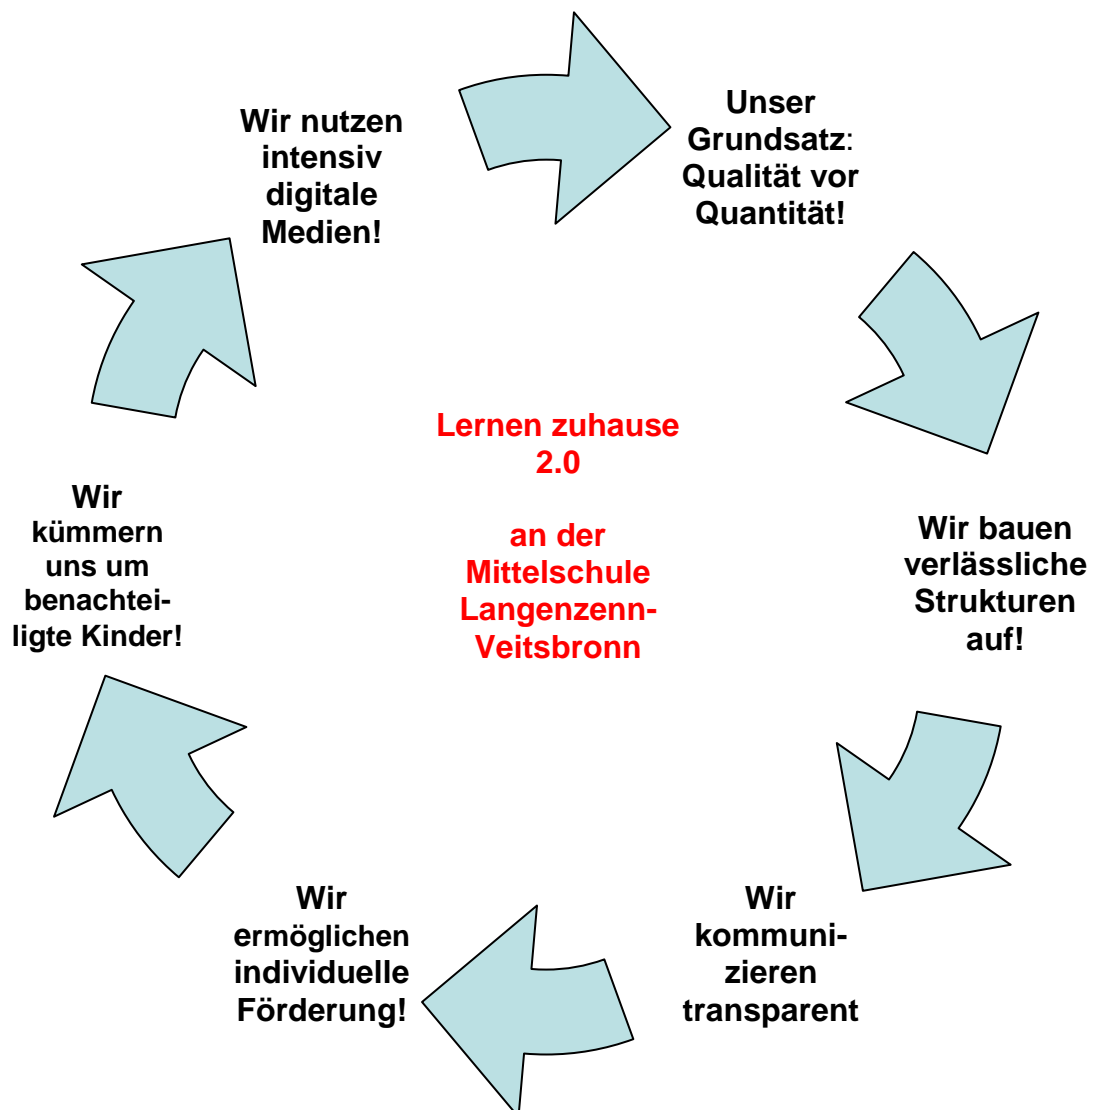 Wir nutzen
intensiv
digitale
Medien!
Unser
Grundsatz:
Qualität vor
Quantität!
Lernen zuhause
2.0
an der
Mittelschule
Langenzenn-
Veitsbronn
Wir bauen
verlässliche
Strukturen
auf!
Wir
kommuni-
zieren
transparent
Wir
ermöglichen
individuelle
Förderung!
Wir
kümmern
uns um
benachtei-
ligte Kinder!